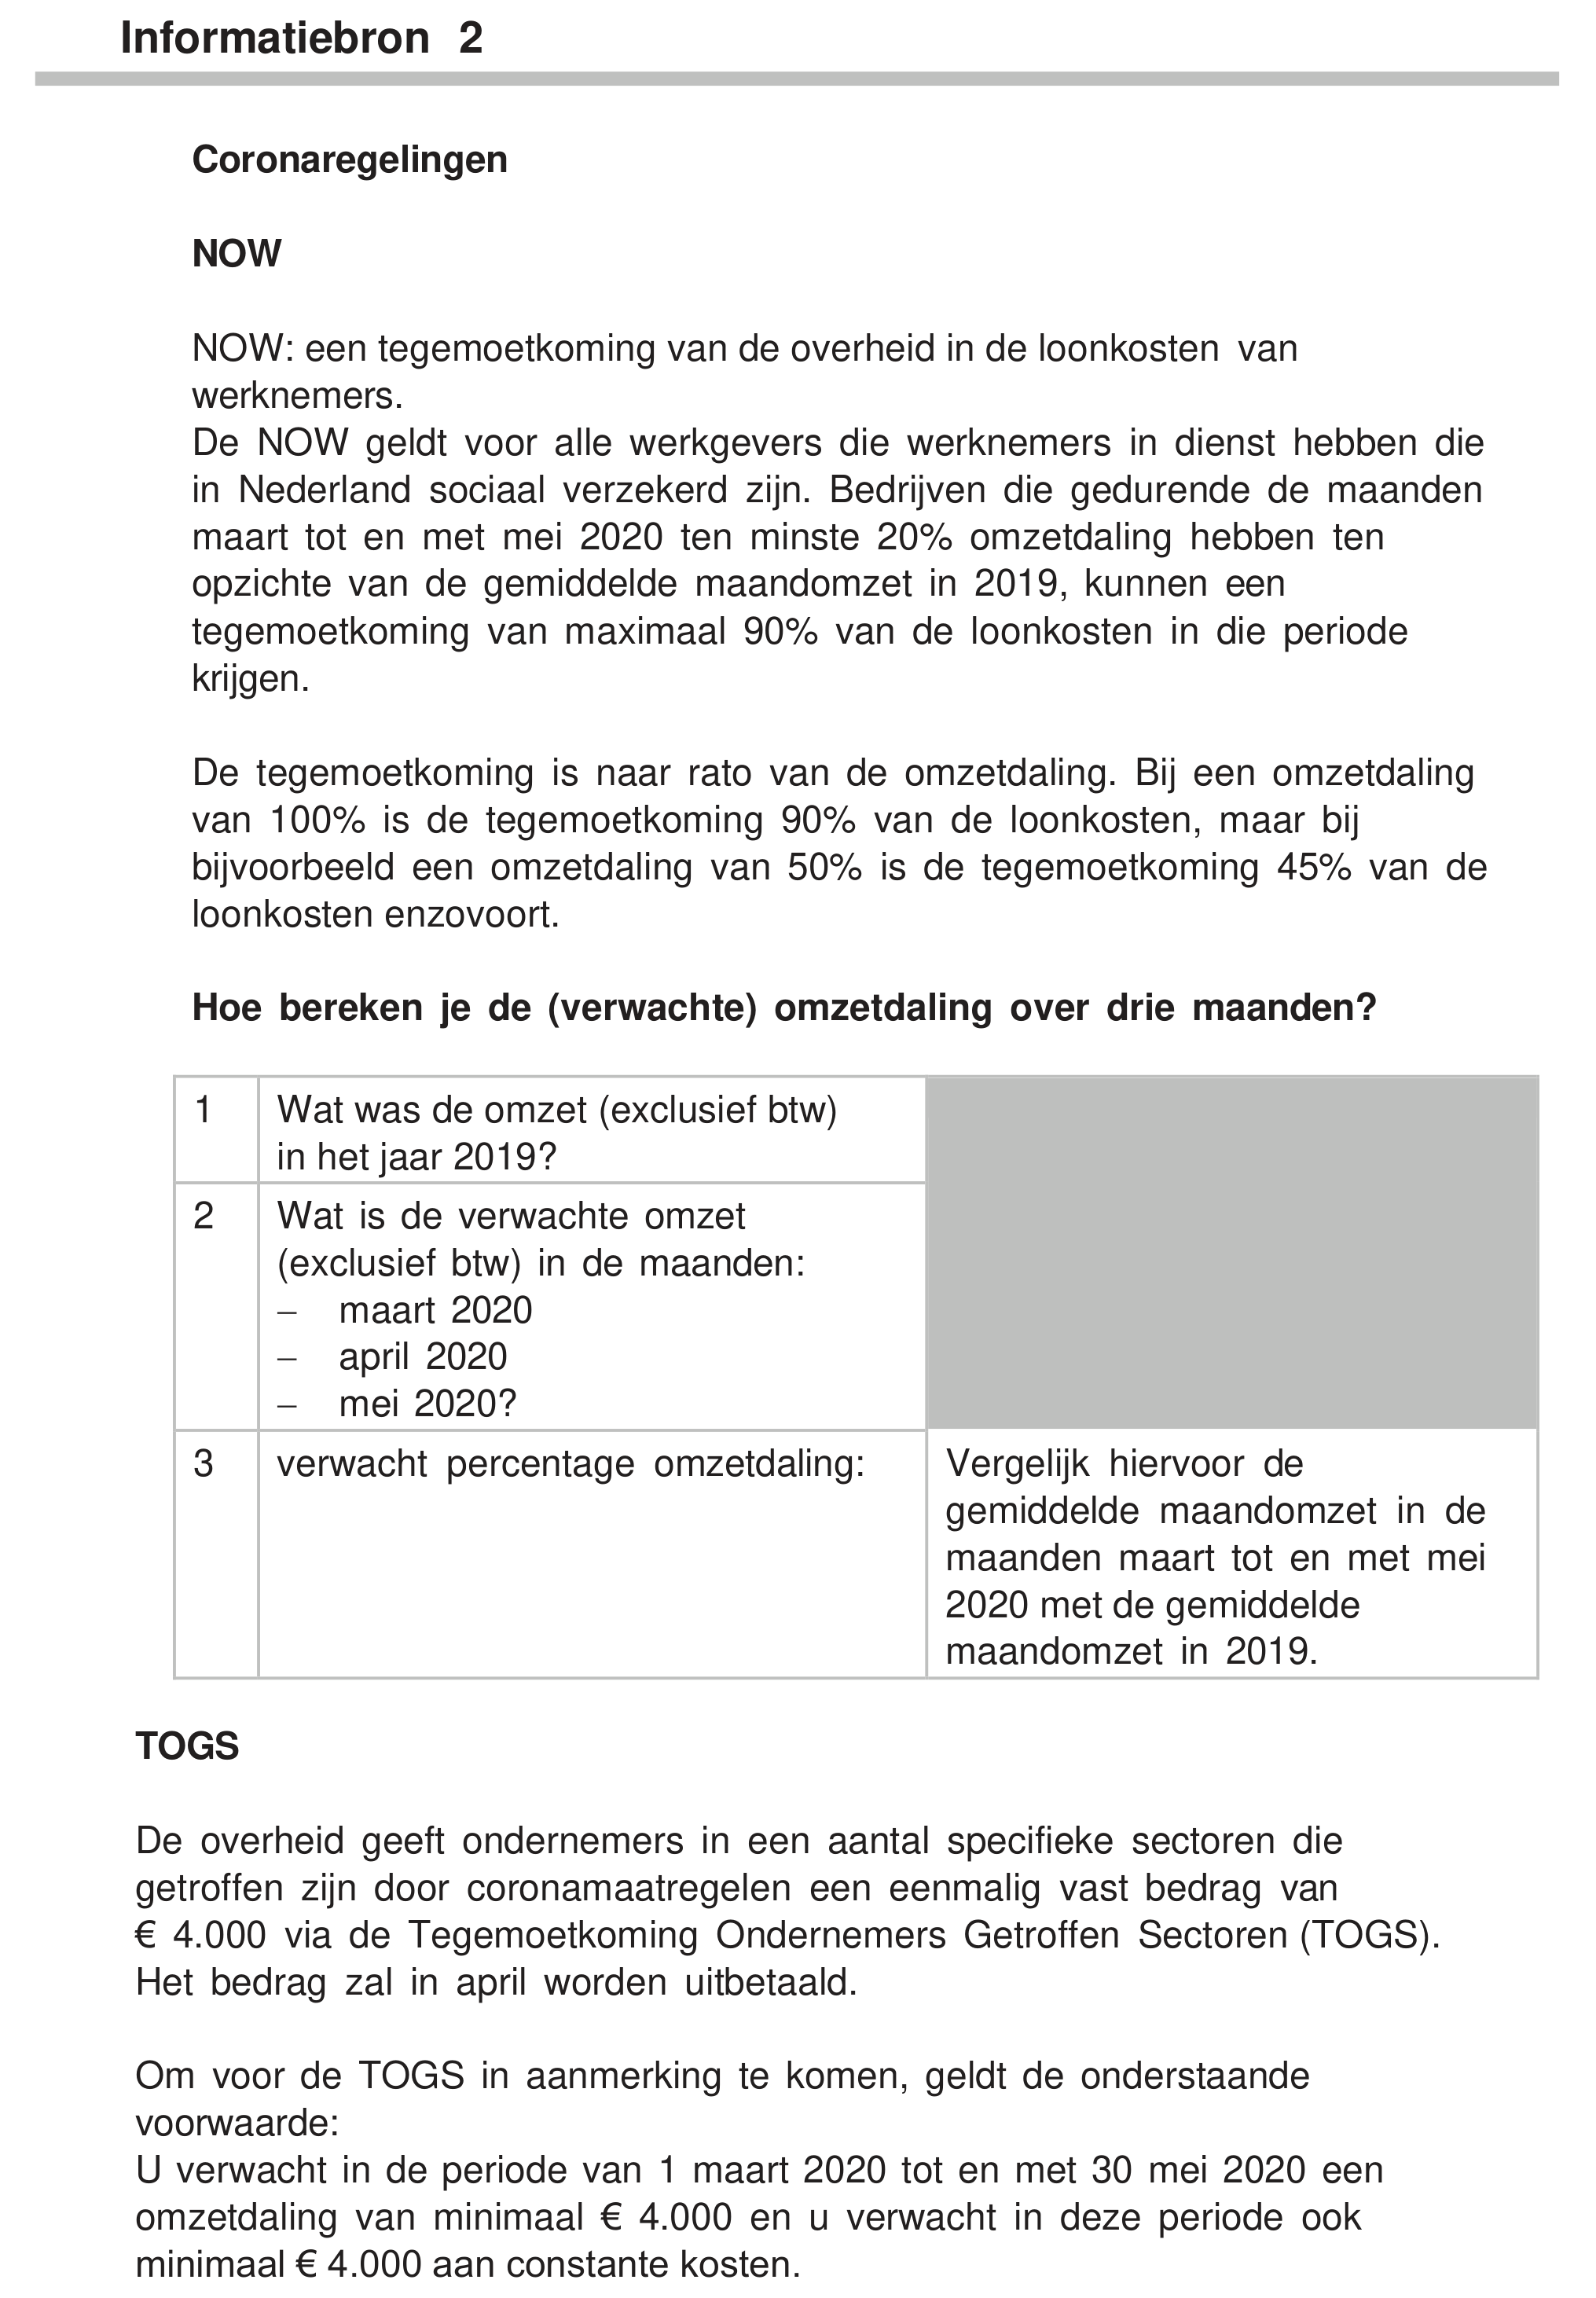 Informatiebron 2
Coronaregelingen
NOW
NOW: een tegemoetkoming van de overheid in de loonkosten van
werknemers.
De NOW geldt voor alle werkgevers die werknemers in dienst hebben die
in Nederland sociaal verzekerd zijn. Bedrijven die gedurende de maanden
maart tot en met mei 2020 ten minste 20% omzetdaling hebben ten
opzichte van de gemiddelde maandomzet in 2019, kunnen een
tegemoetkoming van maximaal 90% van de loonkosten in die periode
krijgen.
De tegemoetkoming is naar rato van de omzetdaling. Bij een omzetdaling
van 100% is de tegemoetkoming 90% van de loonkosten, maar bij
bijvoorbeeld een omzetdaling van 50% is de tegemoetkoming 45% van de
loonkosten enzovoort.
Hoe bereken je de (verwachte) omzetdaling over drie maanden?
1 Wat was de omzet (exclusief btw)
in het jaar 2019?
2 Wat is de verwachte omzet
(exclusief btw) in de maanden:
– maart 2020
– april 2020
– mei 2020?
3 verwacht percentage omzetdaling:
Vergelijk hiervoor de
gemiddelde maandomzet in de
maanden maart tot en met mei
2020 met de gemiddelde
maandomzet in 2019.
TOGS
De overheid geeft ondernemers in een aantal specifieke sectoren die
getroffen zijn door coronamaatregelen een eenmalig vast bedrag van
€ 4.000 via de Tegemoetkoming Ondernemers Getroffen Sectoren (TOGS).
Het bedrag zal in april worden uitbetaald.
Om voor de TOGS in aanmerking te komen, geldt de onderstaande
voorwaarde:
U verwacht in de periode van 1 maart 2020 tot en met 30 mei 2020 een
omzetdaling van minimaal € 4.000 en u verwacht in deze periode ook
minimaal € 4.000 aan constante kosten.